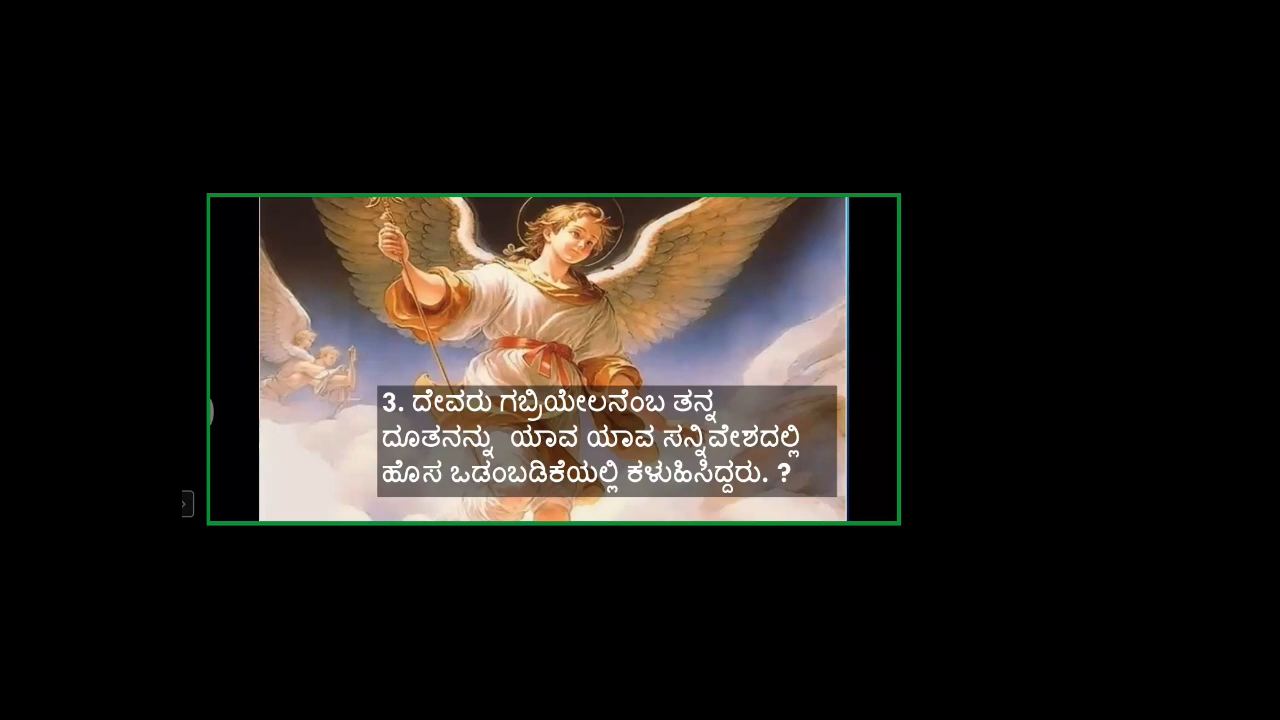 3. ದೇವರು ಗಬ್ರಿಯೇಲನೆಂಬ ತನ್ನ
ದೂತನನ್ನು ಯಾವ ಯಾವ ಸನ್ನಿವೇಶದಲ್ಲಿ
ಹೊಸ ಒಡಂಬಡಿಕೆಯಲ್ಲಿ ಕಳುಹಿಸಿದ್ದರು. ?